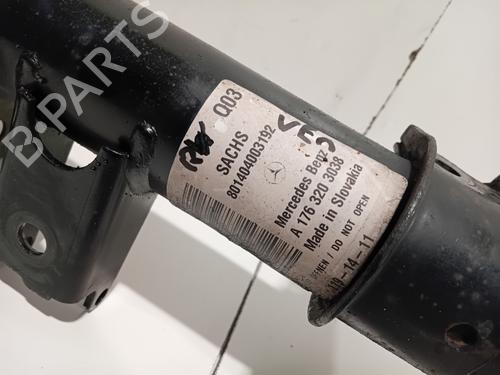 B-PARTS
Q03
SACHS
801404003192
Mercedes Benz
A 176 320 3038
Made in Slovakia
/ DO NOT OPEN